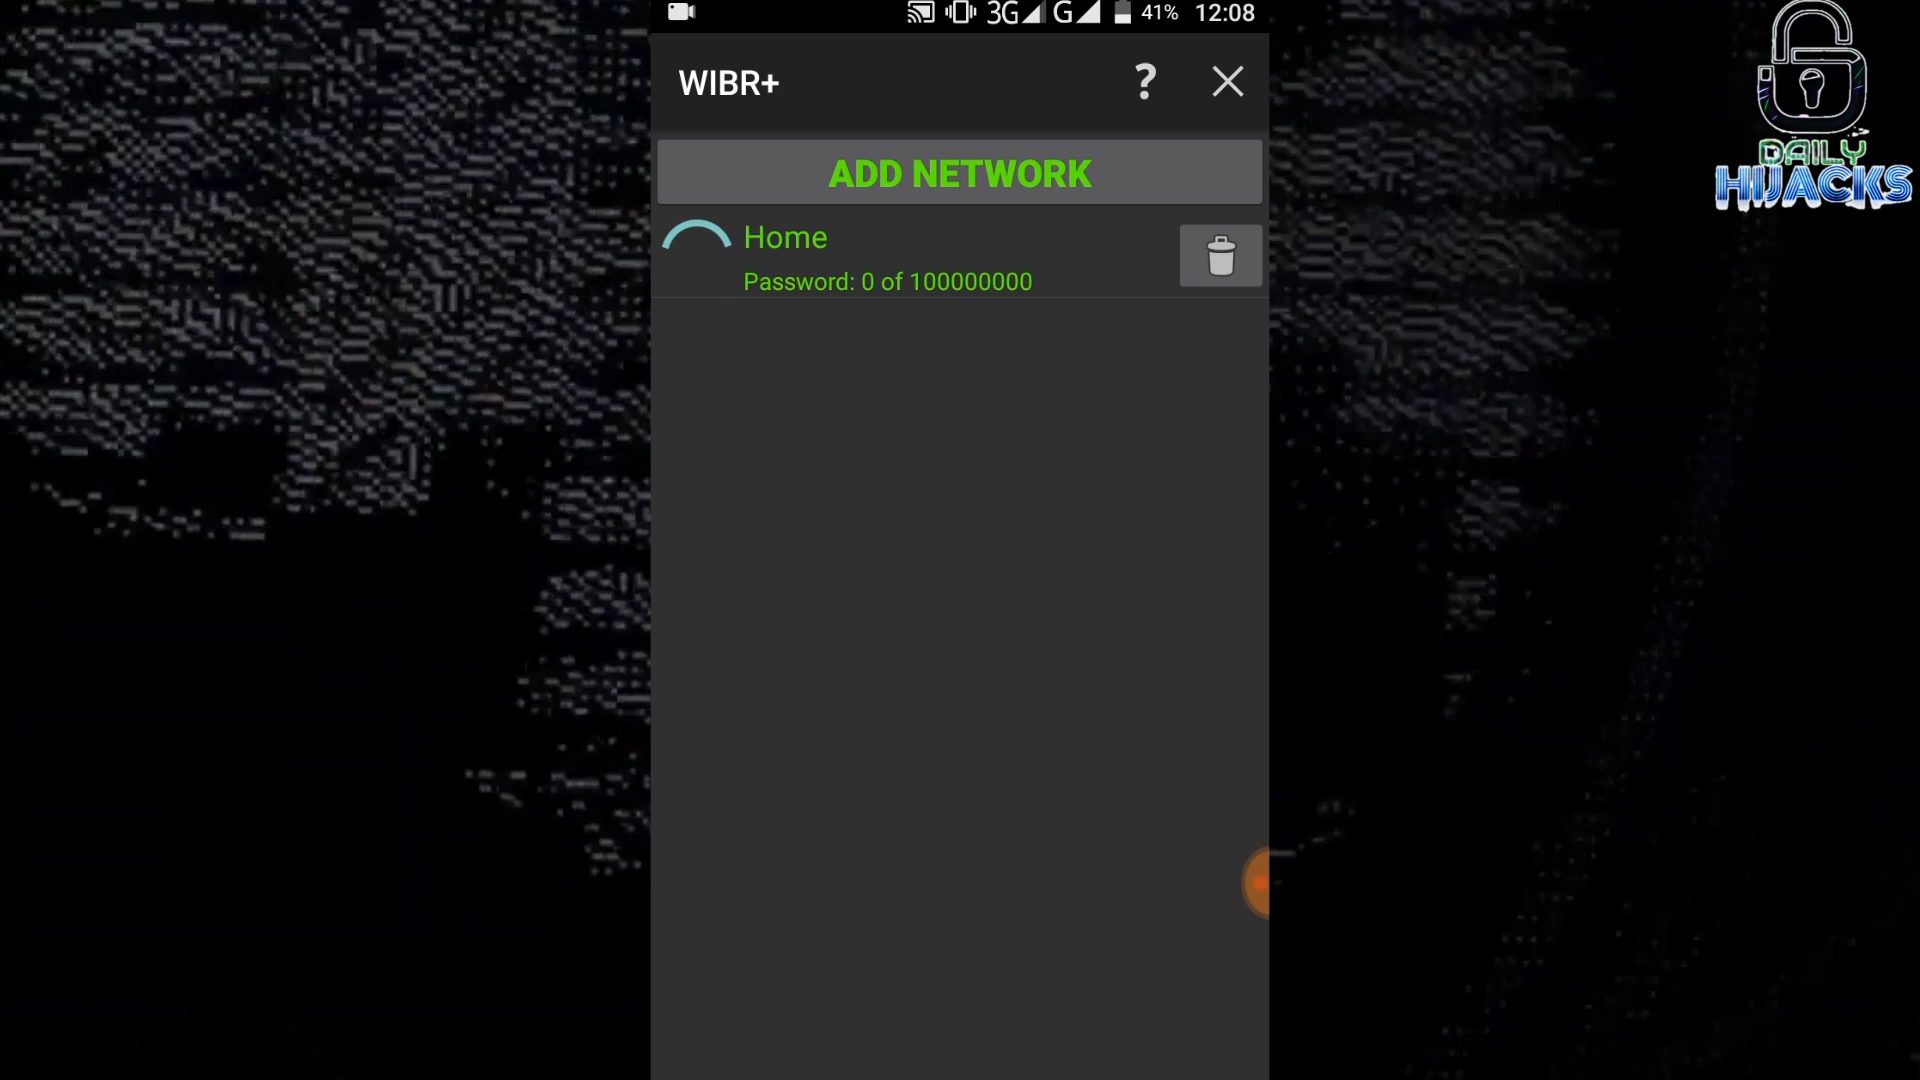 3G G 41% 12:08
WIBR+ ?
ADD NETWORK
Home
Password: 0 of 100000000
DAILY
HIJACKS